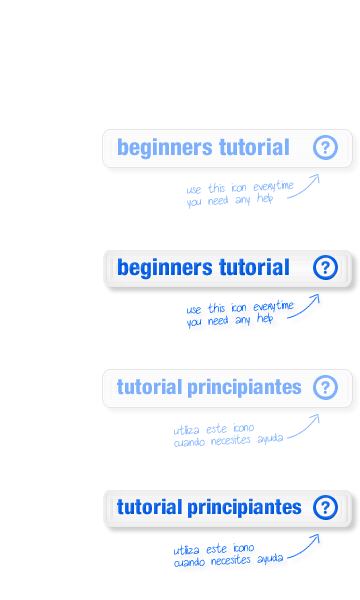 beginners tutorial ?
use this icon everytime
you need any help
beginners tutorial ?
use this icon everytime
you need any help
tutorial principiantes ?
utiliza este icono
cuando necesites ayuda
tutorial principiantes ?
utiliza este icono
cuando necesites ayuda